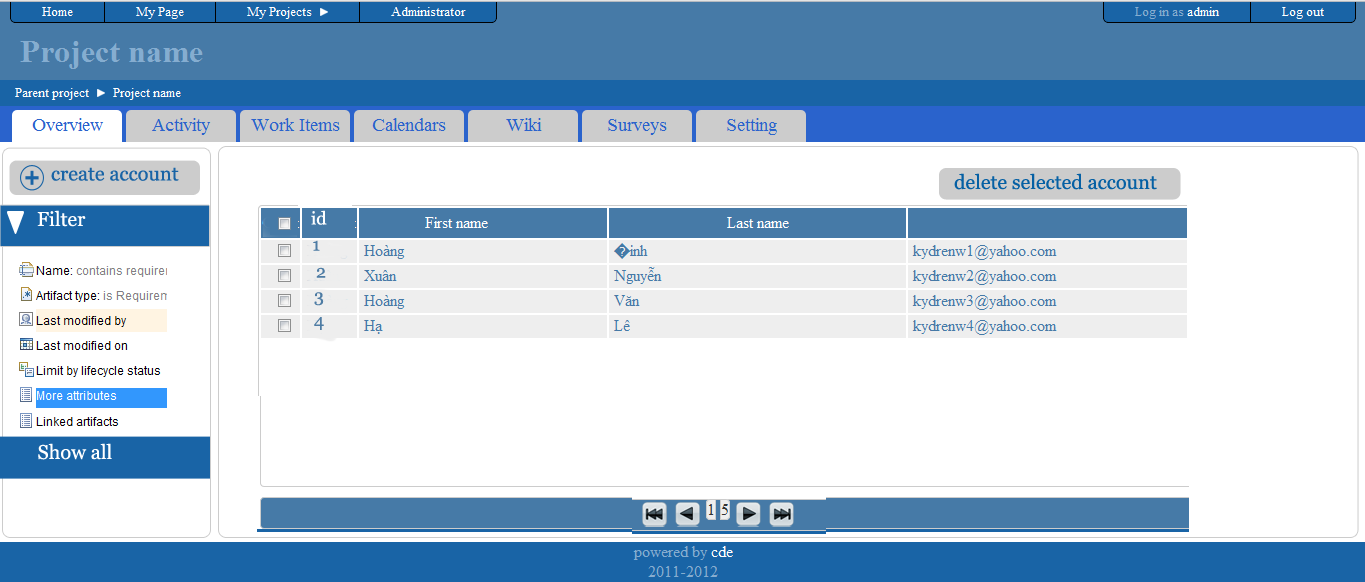 Home My Page My Projects ▶ Administrator Log in as admin Log out
Project name
Parent project ▶ Project name
Overview Activity Work Items Calendars Wiki Surveys Setting
create account
delete selected account
Filter
id First name Last name
1 Hoàng �inh kydrenw1@yahoo.com
2 Xuân Nguyễn kydrenw2@yahoo.com
3 Hoàng Văn kydrenw3@yahoo.com
4 Hạ Lê kydrenw4@yahoo.com
Name: contains require
Artifact type: is Requirem
Last modified by
Last modified on
Limit by lifecycle status
More attributes
Linked artifacts
Show all
1 5
powered by cde
2011-2012